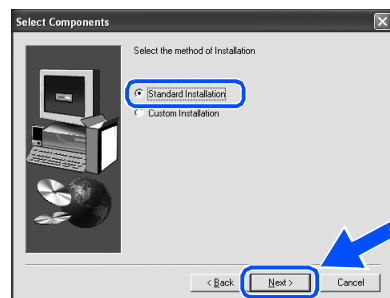 Select Components
Select the method of Installation
Standard Installation
Custom Installation
< Back
Next >
Cancel